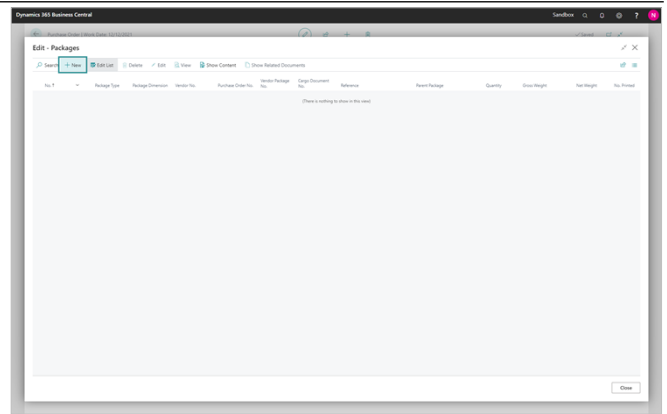 Dynamics 365 Business Central
Sandbox
?
N
Purchase Order | Work Date: 12/12/2021
✓ Saved
Edit - Packages
Search
+ New
Edit List
Delete
Edit
View
Show Content
Show Related Documents
No. ↑
Package Type
Package Dimension
Vendor No.
Purchase Order No.
Vendor Package No.
Cargo Document No.
Reference
Parent Package
Quantity
Gross Weight
Net Weight
No. Printed
(There is nothing to show in this view)
Close